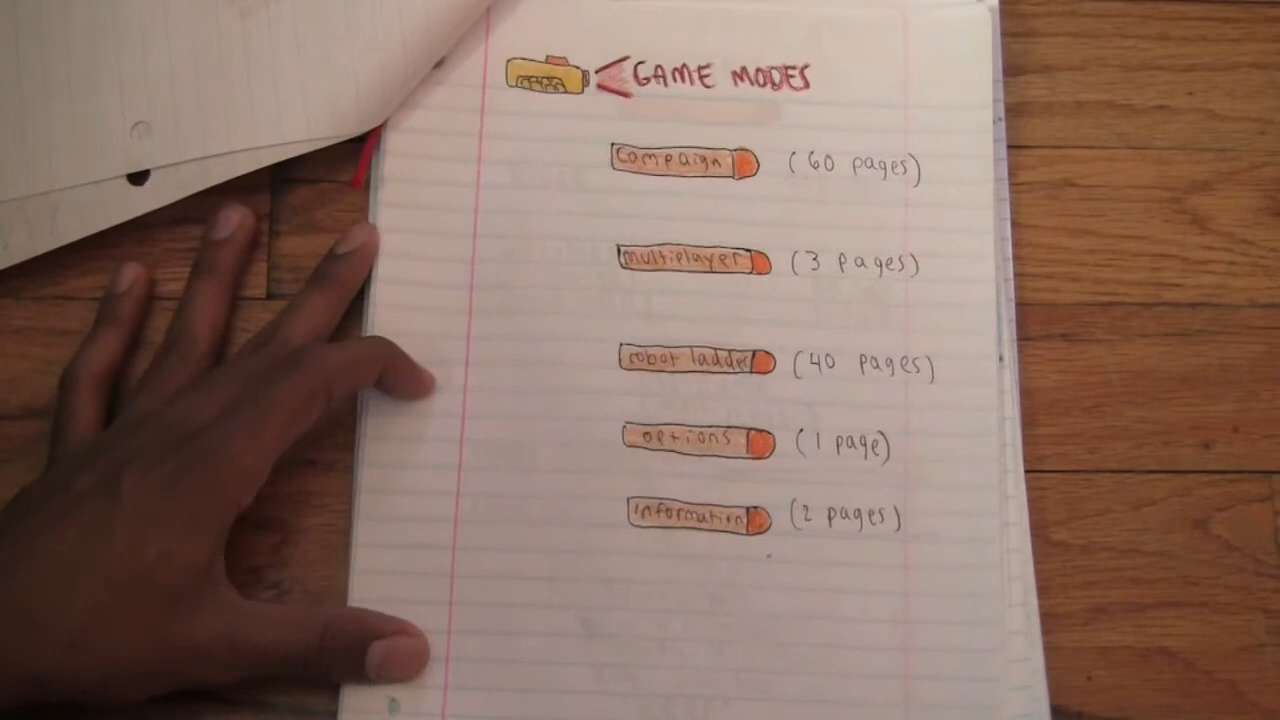 GAME MODES
campaign (60 pages)
multiplayer (3 pages)
robot ladder (40 pages)
options (1 page)
information (2 pages)